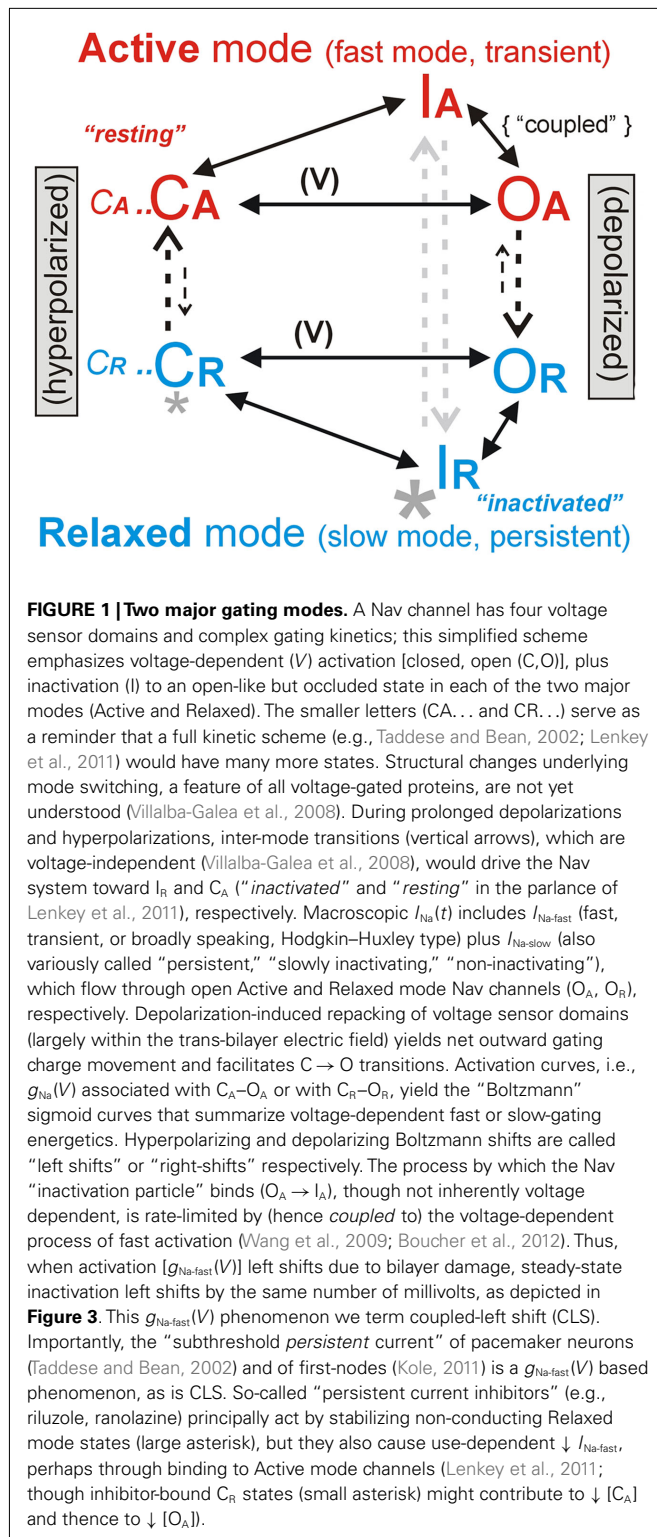 Active mode (fast mode, transient)
IA
"resting"
{ "coupled" }
(hyperpolarized)
CA ..CA
(V)
OA
(depolarized)
CR ..CR
(V)
OR
*
IR
*
"inactivated"
Relaxed mode (slow mode, persistent)
FIGURE 1 | Two major gating modes. A Nav channel has four voltage
sensor domains and complex gating kinetics; this simplified scheme
emphasizes voltage-dependent (V) activation [closed, open (C,O)], plus
inactivation (I) to an open-like but occluded state in each of the two major
modes (Active and Relaxed). The smaller letters (CA. . . and CR. . .) serve as
a reminder that a full kinetic scheme (e.g., Taddese and Bean, 2002; Lenkey
et al., 2011) would have many more states. Structural changes underlying
mode switching, a feature of all voltage-gated proteins, are not yet
understood (Villalba-Galea et al., 2008). During prolonged depolarizations
and hyperpolarizations, inter-mode transitions (vertical arrows), which are
voltage-independent (Villalba-Galea et al., 2008), would drive the Nav
system toward IR and CA ("inactivated" and "resting" in the parlance of
Lenkey et al., 2011), respectively. Macroscopic INa(t) includes INa-fast (fast,
transient, or broadly speaking, Hodgkin–Huxley type) plus INa-slow (also
variously called "persistent," "slowly inactivating," "non-inactivating"),
which flow through open Active and Relaxed mode Nav channels (OA, OR),
respectively. Depolarization-induced repacking of voltage sensor domains
(largely within the trans-bilayer electric field) yields net outward gating
charge movement and facilitates C → O transitions. Activation curves, i.e.,
gNa(V) associated with CA–OA or with CR–OR, yield the "Boltzmann"
sigmoid curves that summarize voltage-dependent fast or slow-gating
energetics. Hyperpolarizing and depolarizing Boltzmann shifts are called
"left shifts" or "right-shifts" respectively. The process by which the Nav
"inactivation particle" binds (OA → IA), though not inherently voltage
dependent, is rate-limited by (hence coupled to) the voltage-dependent
process of fast activation (Wang et al., 2009; Boucher et al., 2012). Thus,
when activation [gNa-fast(V)] left shifts due to bilayer damage, steady-state
inactivation left shifts by the same number of millivolts, as depicted in
Figure 3. This gNa-fast(V) phenomenon we term coupled-left shift (CLS).
Importantly, the "subthreshold persistent current" of pacemaker neurons
(Taddese and Bean, 2002) and of first-nodes (Kole, 2011) is a gNa-fast(V) based
phenomenon, as is CLS. So-called "persistent current inhibitors" (e.g.,
riluzole, ranolazine) principally act by stabilizing non-conducting Relaxed
mode states (large asterisk), but they also cause use-dependent ↓ INa-fast,
perhaps through binding to Active mode channels (Lenkey et al., 2011;
though inhibitor-bound CR states (small asterisk) might contribute to ↓ [CA]
and thence to ↓ [OA]).